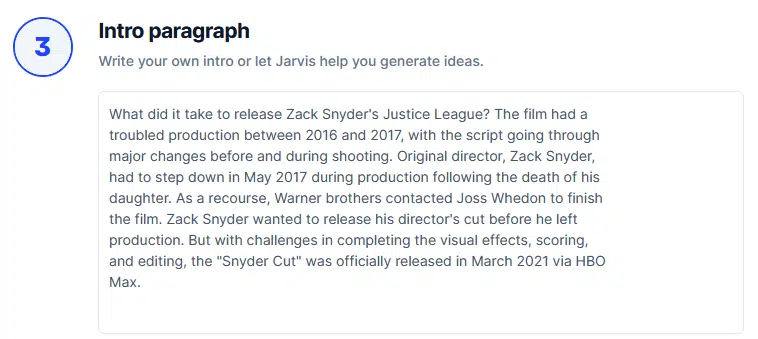 3
Intro paragraph
Write your own intro or let Jarvis help you generate ideas.
What did it take to release Zack Snyder's Justice League? The film had a
troubled production between 2016 and 2017, with the script going through
major changes before and during shooting. Original director, Zack Snyder,
had to step down in May 2017 during production following the death of his
daughter. As a recourse, Warner brothers contacted Joss Whedon to finish
the film. Zack Snyder wanted to release his director's cut before he left
production. But with challenges in completing the visual effects, scoring,
and editing, the "Snyder Cut" was officially released in March 2021 via HBO
Max.